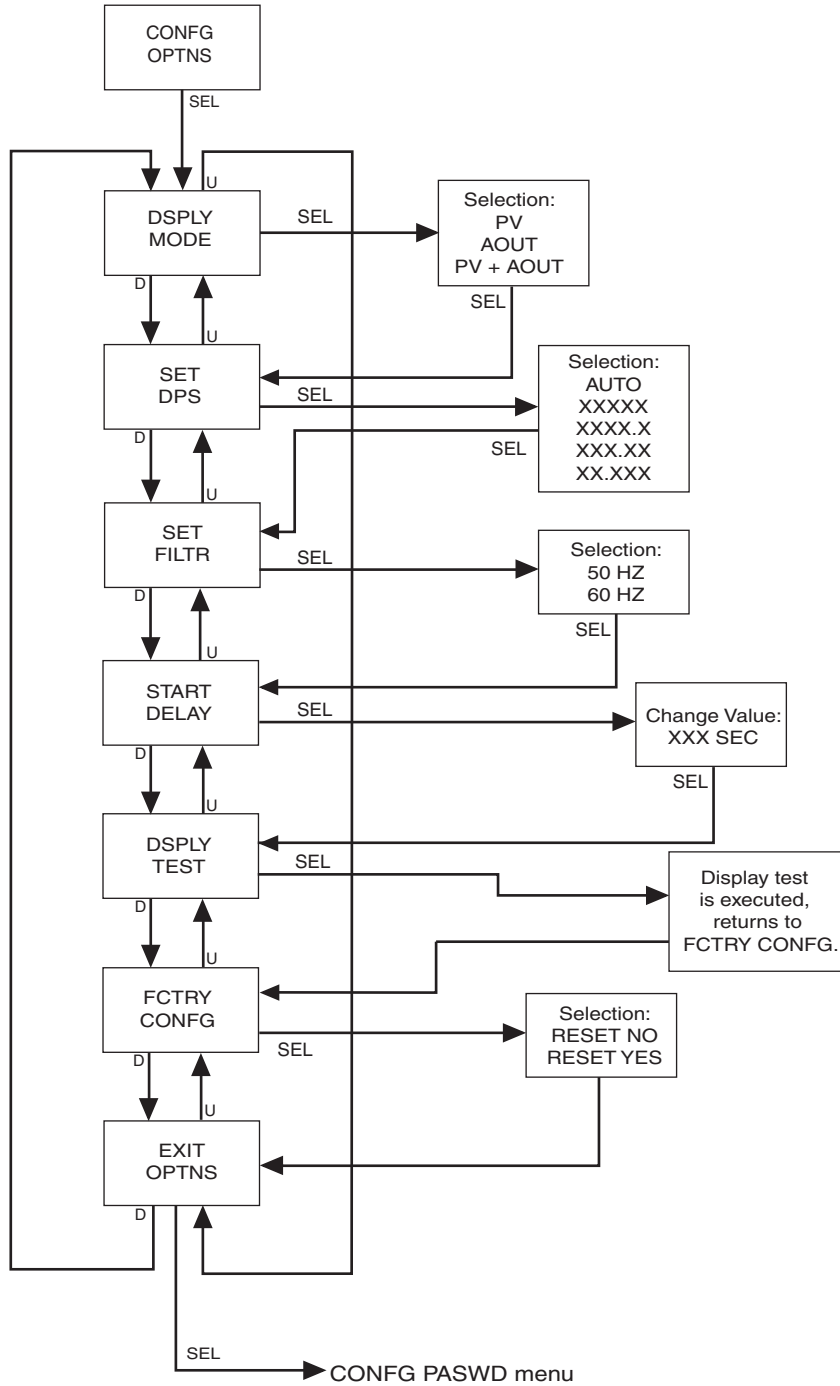 CONFG
OPTNS
SEL
U
DSPLY
MODE
SEL
Selection:
PV
AOUT
PV + AOUT
SEL
D
U
SET
DPS
SEL
Selection:
AUTO
XXXXX
XXXX.X
XXX.XX
XX.XXX
SEL
D
U
SET
FILTR
SEL
Selection:
50 HZ
60 HZ
SEL
D
U
START
DELAY
SEL
Change Value:
XXX SEC
SEL
D
U
DSPLY
TEST
SEL
Display test
is executed,
returns to
FCTRY CONFG.
D
U
FCTRY
CONFG
SEL
Selection:
RESET NO
RESET YES
D
U
EXIT
OPTNS
D
SEL
CONFG PASWD menu